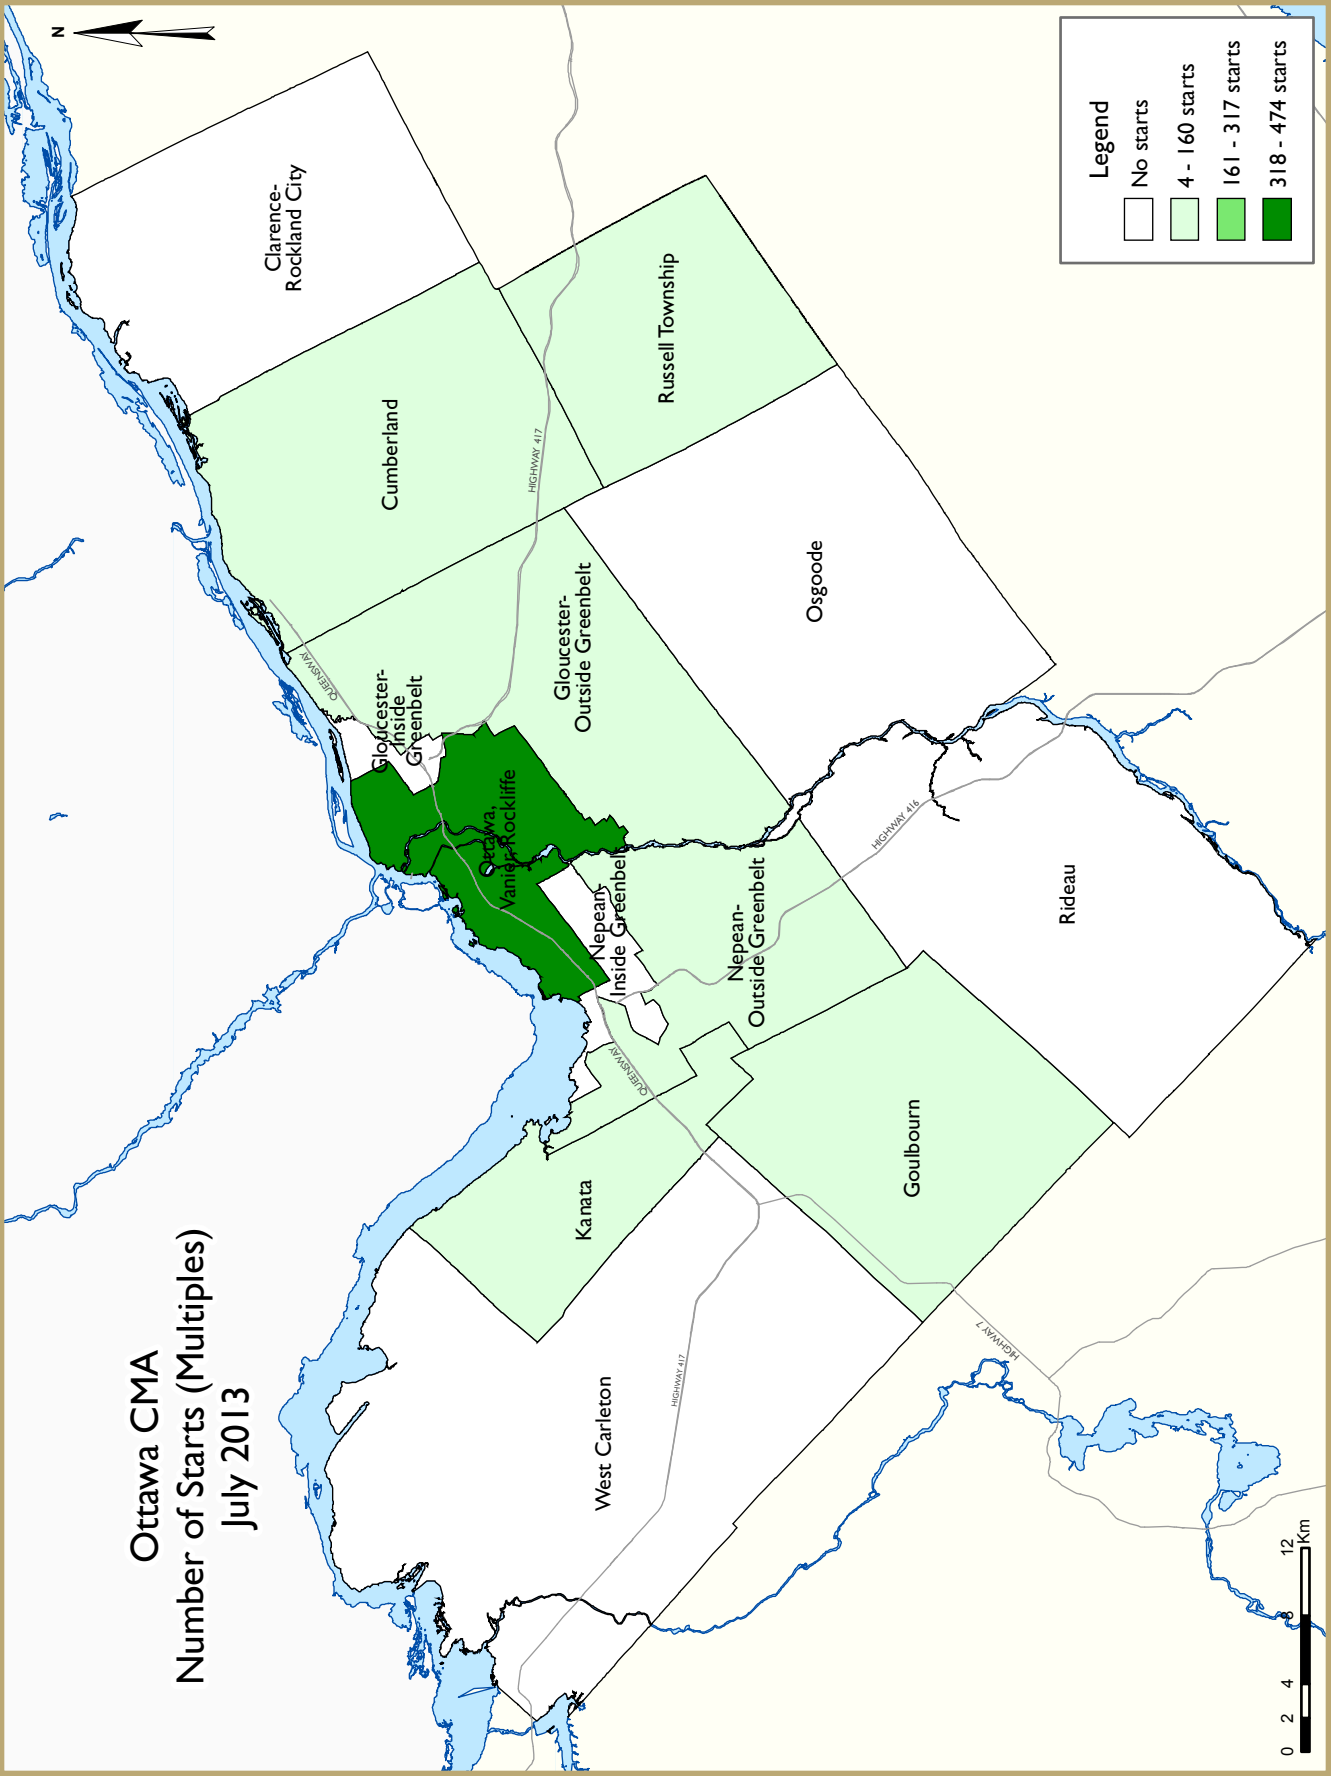 Ottawa CMA
Number of Starts (Multiples)
July 2013
N
Clarence-
Rockland City
Cumberland
Russell Township
HIGHWAY 417
QUEENSWAY
Gloucester-
Inside
Greenbelt
Gloucester-
Outside Greenbelt
Osgoode
Ottawa,
Vanier, Rockcliffe
Nepean-
Inside Greenbelt
Nepean-
Outside Greenbelt
HIGHWAY 416
Rideau
QUEENSWAY
Kanata
Goulbourn
West Carleton
HIGHWAY 417
HIGHWAY 7
Legend
No starts
4 - 160 starts
161 - 317 starts
318 - 474 starts
0 2 4 8 12
Km